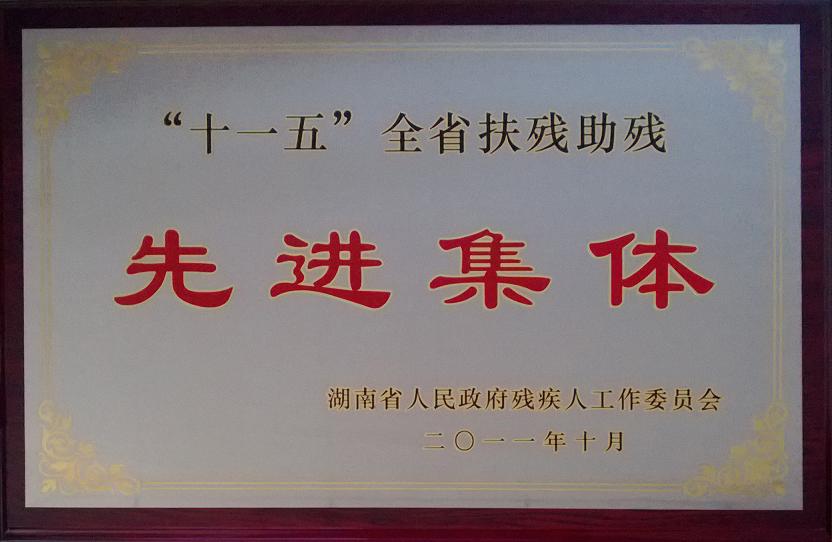 “十一五”全省扶残助残
先进集体
湖南省人民政府残疾人工作委员会
二〇一一年十月